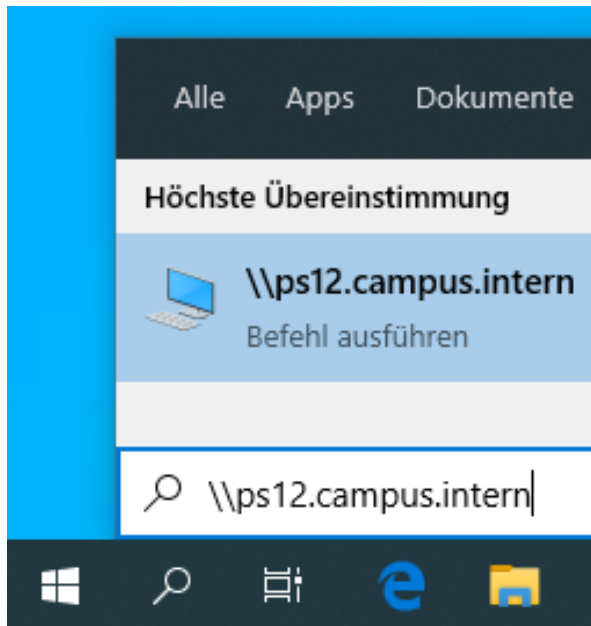 Alle Apps Dokumente
Höchste Übereinstimmung
\\ps12.campus.intern
Befehl ausführen
\\ps12.campus.intern